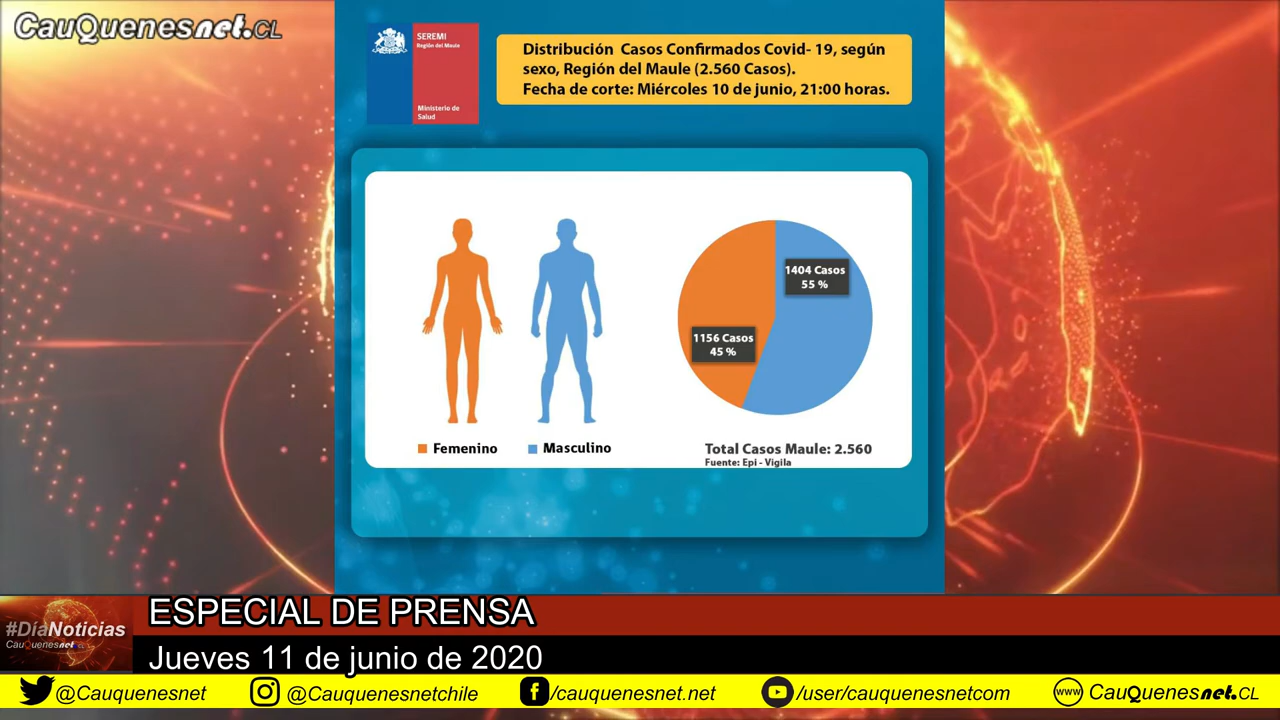 CauQuenesnet.CL
SEREMI
Región del Maule
Ministerio de
Salud
Distribución Casos Confirmados Covid- 19, según
sexo, Región del Maule (2.560 Casos).
Fecha de corte: Miércoles 10 de junio, 21:00 horas.
1404 Casos
55 %
1156 Casos
45 %
Femenino
Masculino
Total Casos Maule: 2.560
Fuente: Epi - Vigila
#DíaNoticias
CauQuenesnet.CL
ESPECIAL DE PRENSA
Jueves 11 de junio de 2020
@Cauquenesnet
@Cauquenesnetchile
/cauquenesnet.net
/user/cauquenesnetcom
www
CauQuenesnet.CL